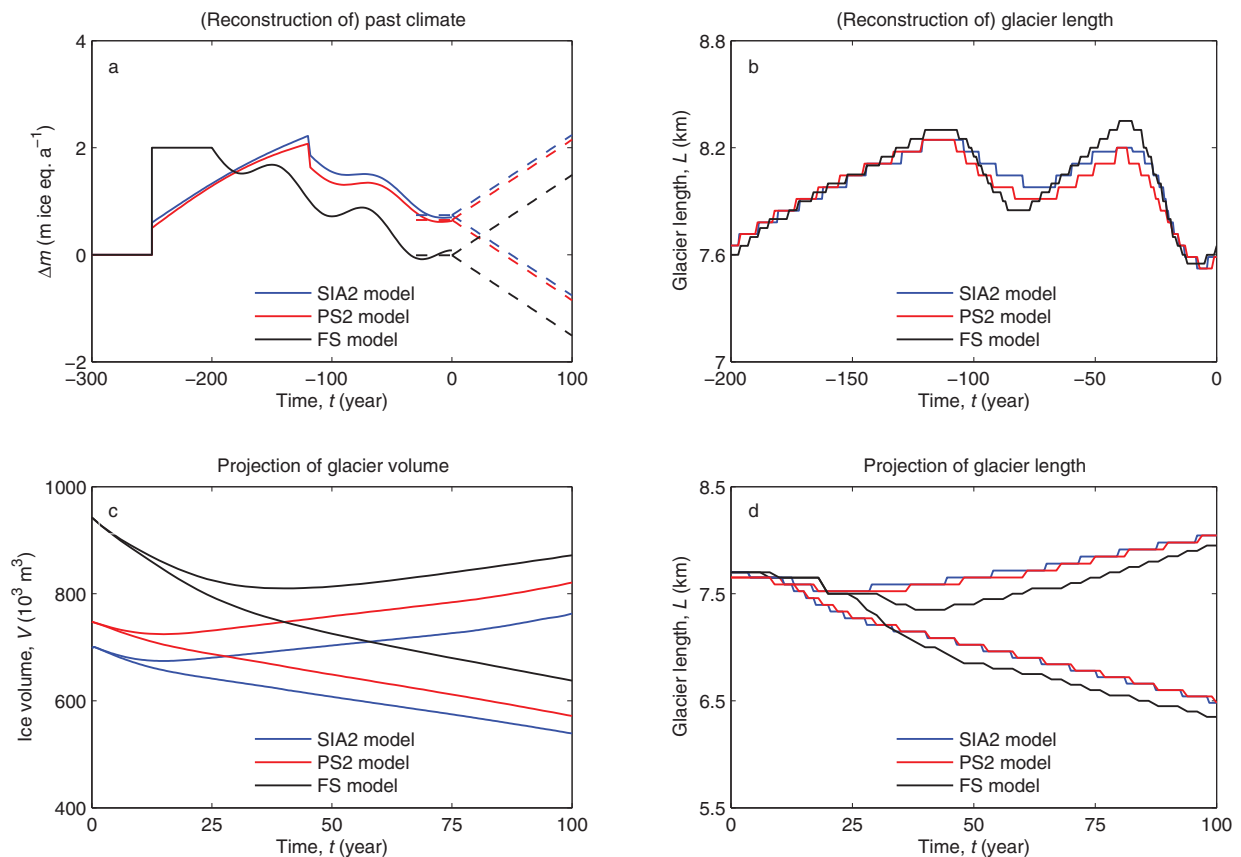 (Reconstruction of) past climate
a
Δm (m ice eq. a⁻¹)
4
2
0
−2
SIA2 model
PS2 model
FS model
−300
−200
−100
0
100
Time, t (year)
(Reconstruction of) glacier length
b
Glacier length, L (km)
8.8
8.2
7.6
7
SIA2 model
PS2 model
FS model
−200
−150
−100
−50
0
Time, t (year)
Projection of glacier volume
c
Ice volume, V (10³ m³)
1000
800
600
400
SIA2 model
PS2 model
FS model
0
25
50
75
100
Time, t (year)
Projection of glacier length
d
Glacier length, L (km)
8.5
7.5
6.5
5.5
SIA2 model
PS2 model
FS model
0
25
50
75
100
Time, t (year)